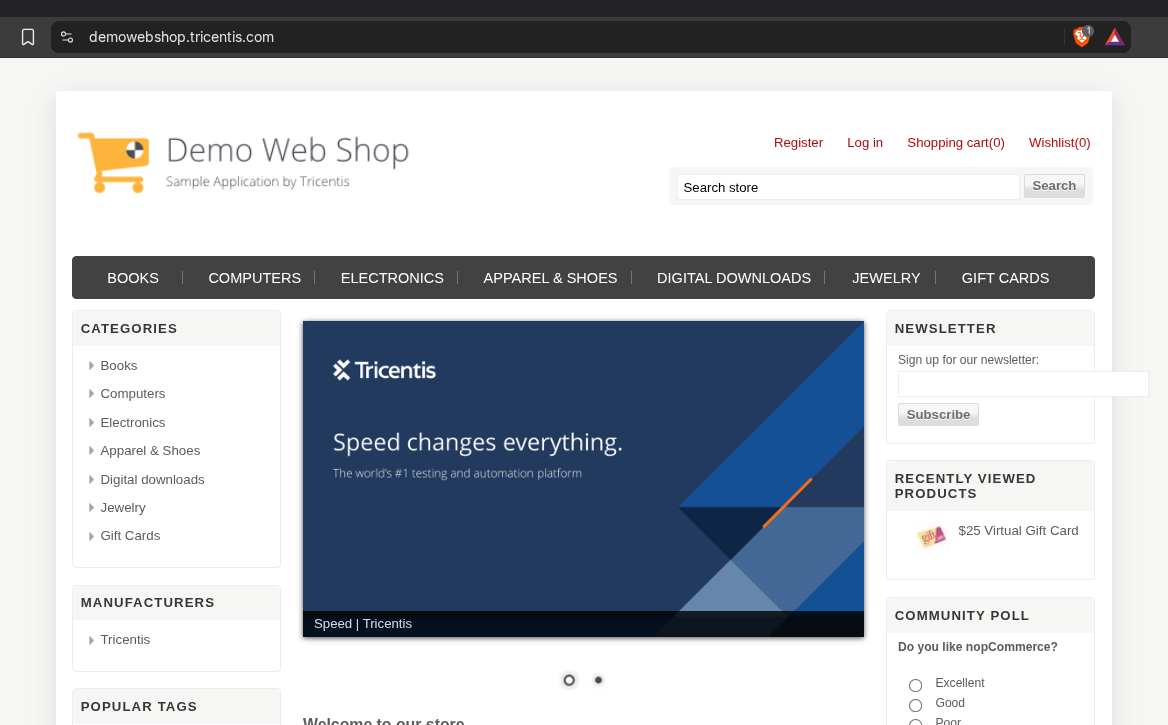 demowebshop.tricentis.com
1
Demo Web Shop
Sample Application by Tricentis
Register Log in Shopping cart(0) Wishlist(0)
Search store Search
BOOKS COMPUTERS ELECTRONICS APPAREL & SHOES DIGITAL DOWNLOADS JEWELRY GIFT CARDS
CATEGORIES
Books
Computers
Electronics
Apparel & Shoes
Digital downloads
Jewelry
Gift Cards
MANUFACTURERS
Tricentis
POPULAR TAGS
Tricentis
Speed changes everything.
The world's #1 testing and automation platform
Speed | Tricentis
Welcome to our store
NEWSLETTER
Sign up for our newsletter:
Subscribe
RECENTLY VIEWED
PRODUCTS
gift
$25 Virtual Gift Card
COMMUNITY POLL
Do you like nopCommerce?
Excellent
Good
Poor